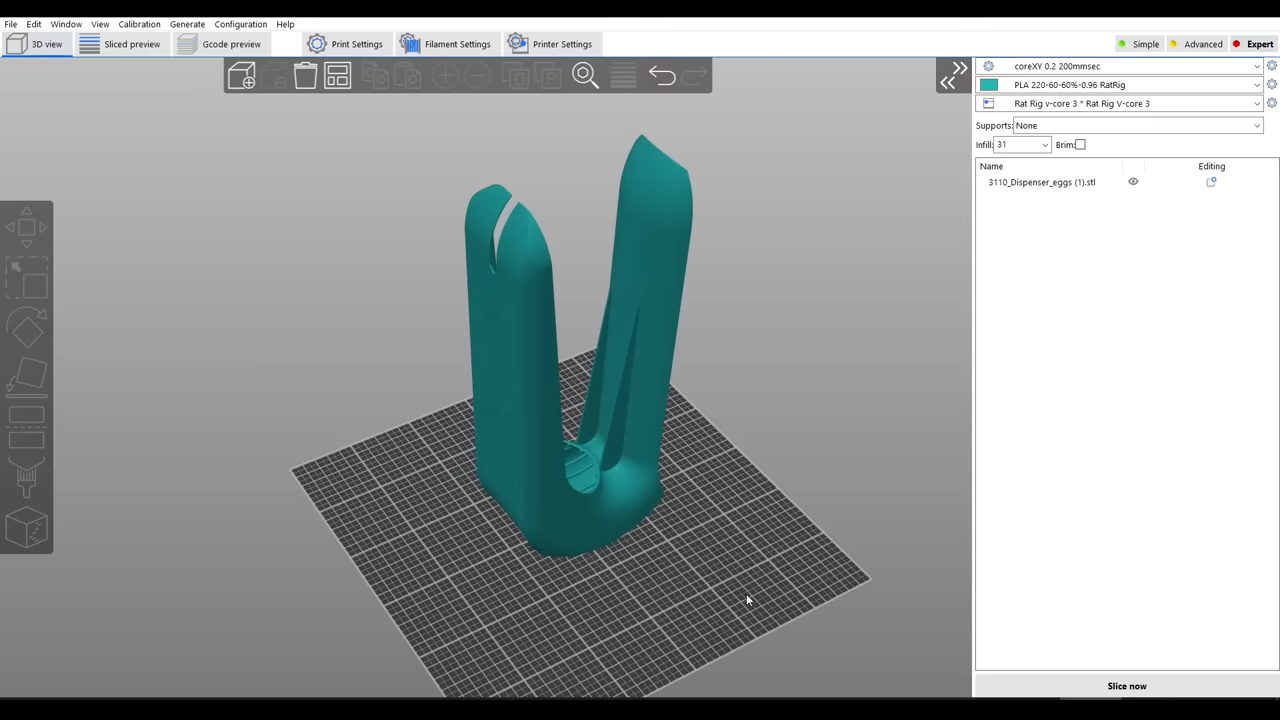 File Edit Window View Calibration Generate Configuration Help
3D view Sliced preview Gcode preview Print Settings Filament Settings Printer Settings Simple Advanced Expert
coreXY 0.2 200mmsec
PLA 220-60-60%-0.96 RatRig
Rat Rig v-core 3 * Rat Rig V-core 3
Supports: None
Infill: 31 Brim:
Name Editing
3110_Dispenser_eggs (1).stl
Slice now